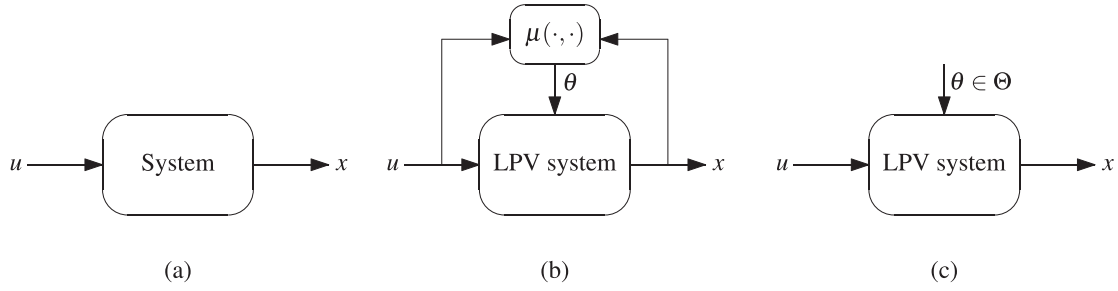 μ(·,·)
θ
θ ∈ Θ
u System x
u LPV system x
u LPV system x
(a)
(b)
(c)